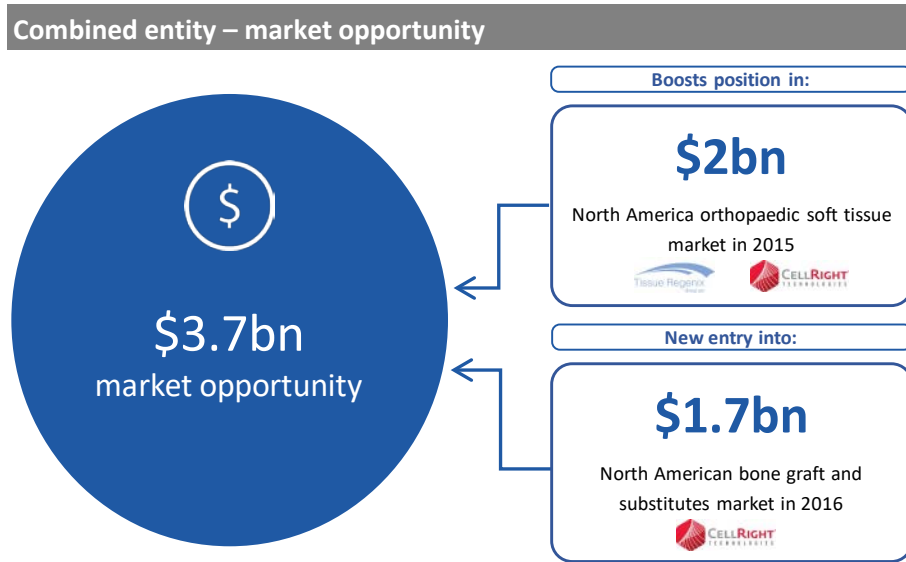 Combined entity – market opportunity
$
$3.7bn
market opportunity
Boosts position in:
$2bn
North America orthopaedic soft tissue
market in 2015
Tissue Regenix
CELLRIGHT
TECHNOLOGIES
New entry into:
$1.7bn
North American bone graft and
substitutes market in 2016
CELLRIGHT
TECHNOLOGIES